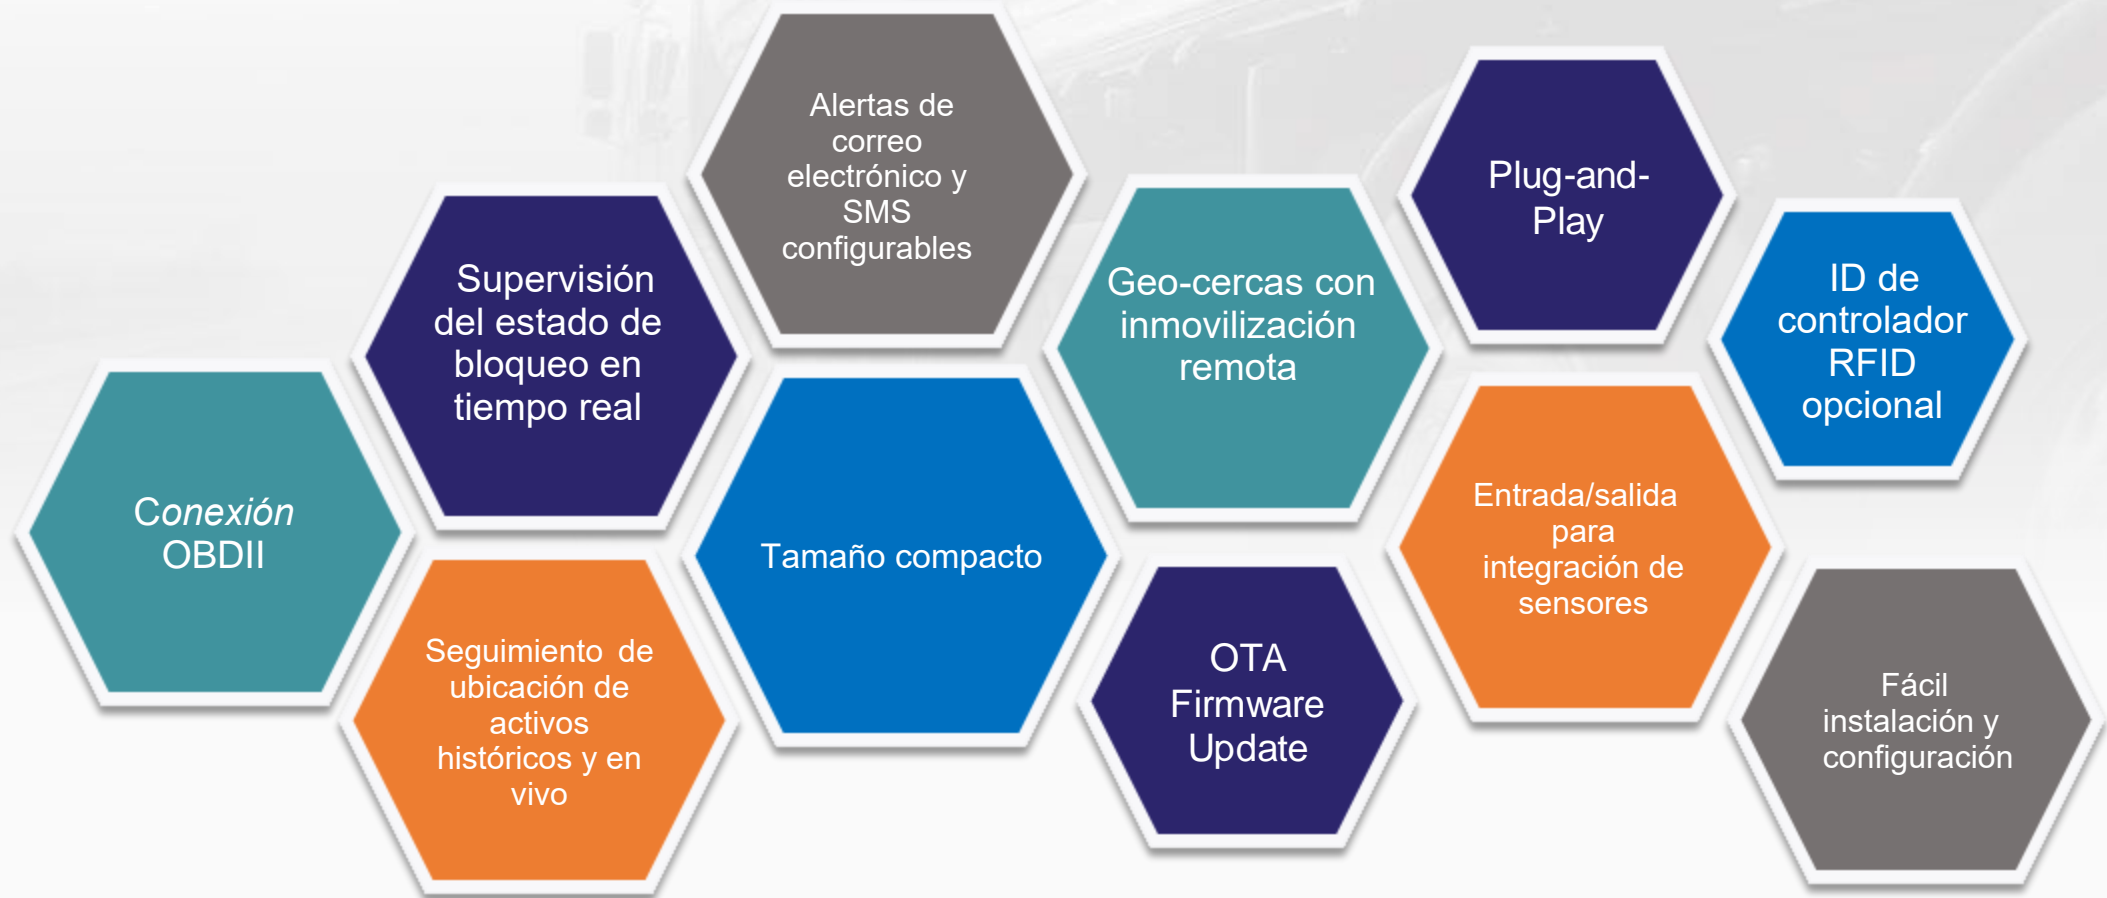 Conexión
OBDII
Supervisión
del estado de
bloqueo en
tiempo real
Seguimiento de
ubicación de
activos
históricos y en
vivo
Alertas de
correo
electrónico y
SMS
configurables
Tamaño compacto
Geo-cercas con
inmovilización
remota
OTA
Firmware
Update
Plug-and-
Play
Entrada/salida
para
integración de
sensores
ID de
controlador
RFID
opcional
Fácil
instalación y
configuración